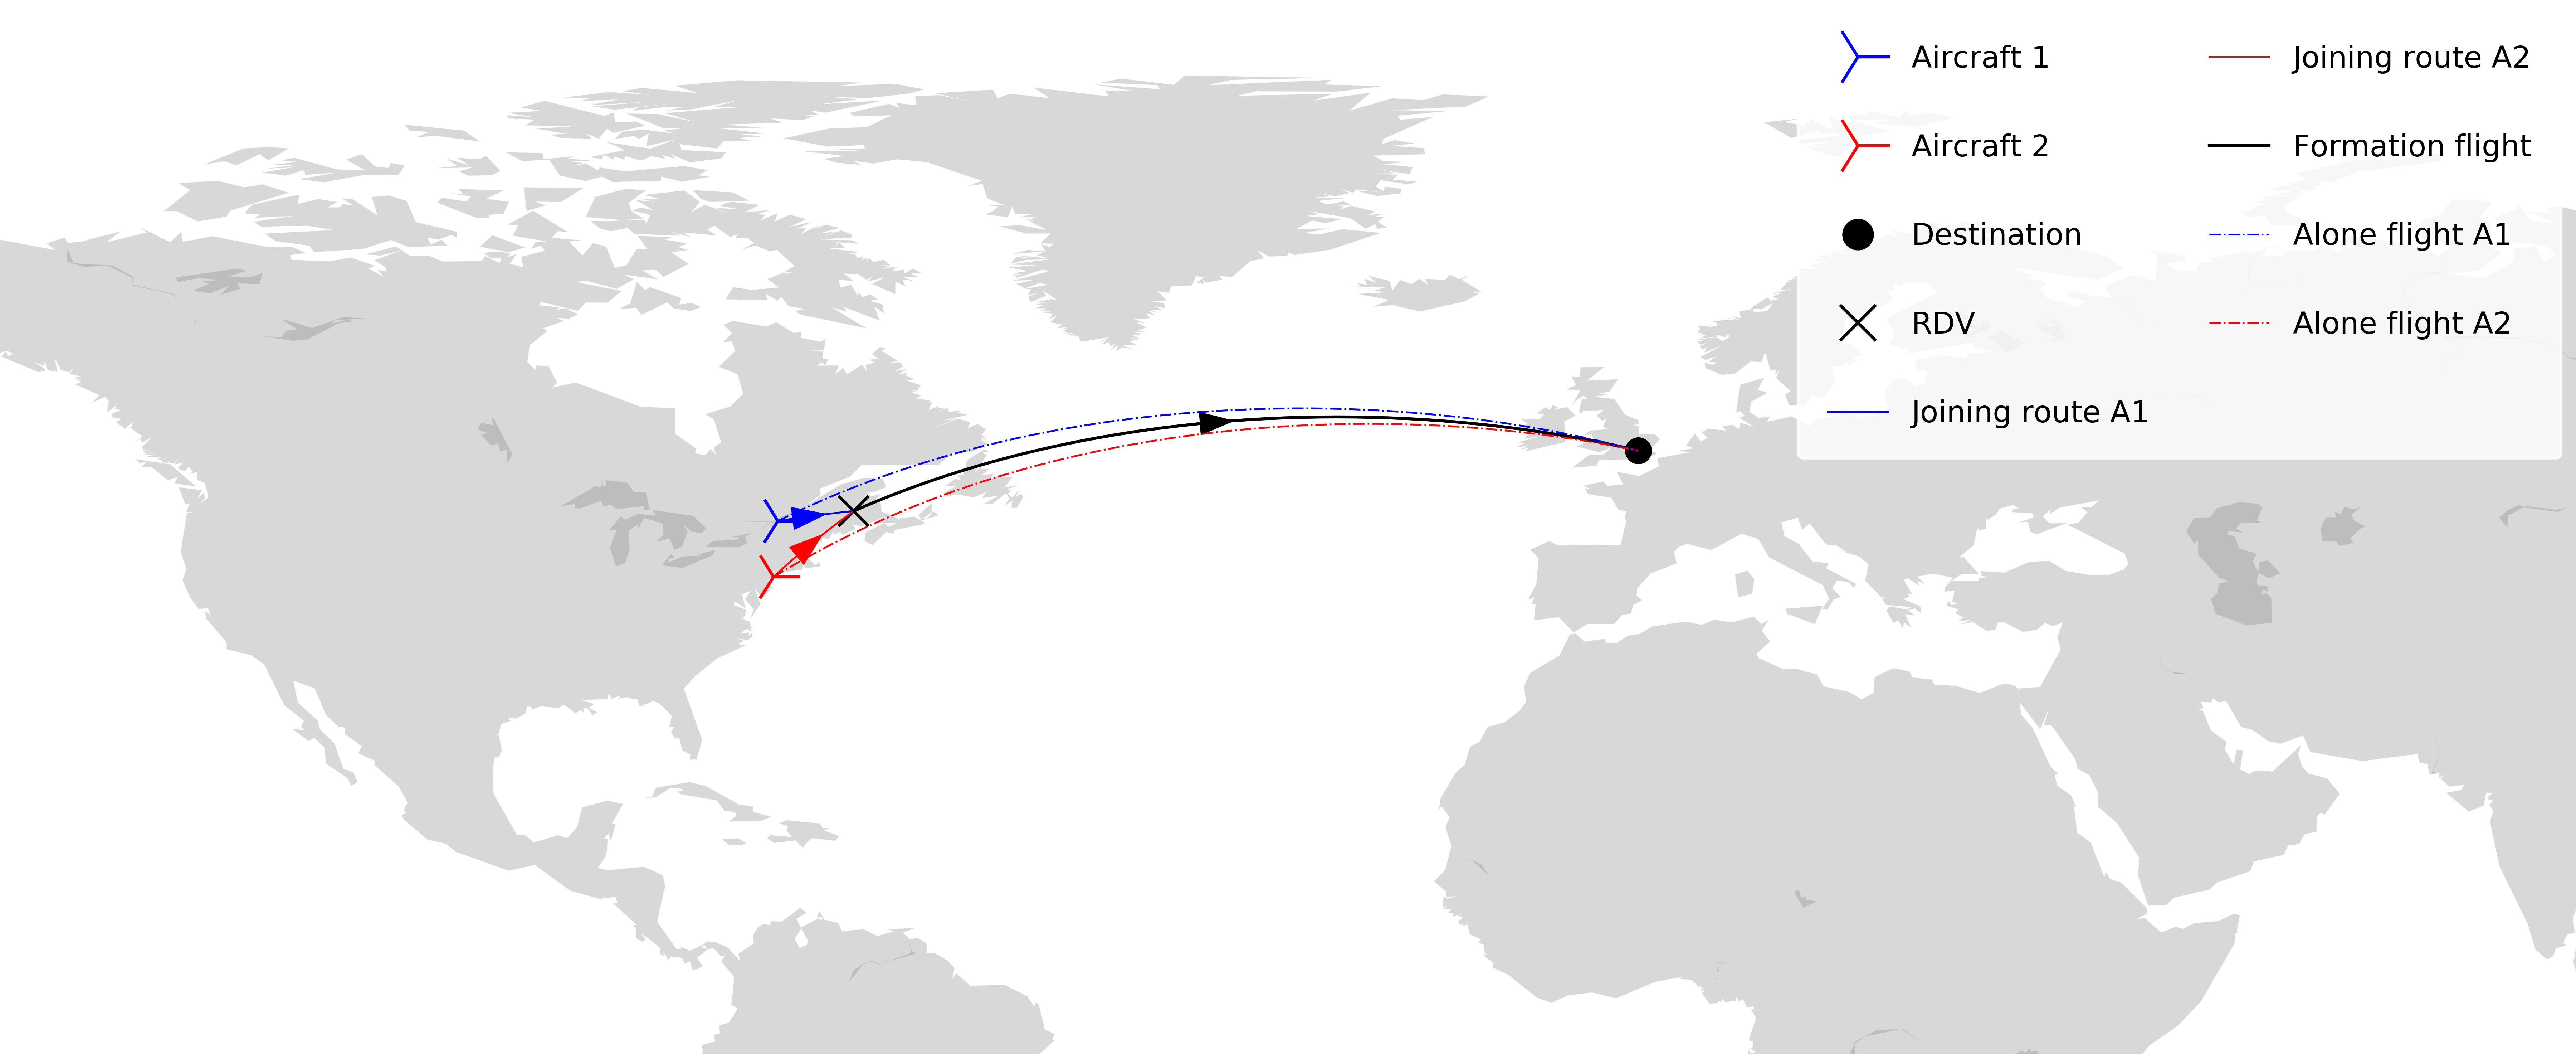 Aircraft 1
Aircraft 2
Destination
RDV
Joining route A1
Joining route A2
Formation flight
Alone flight A1
Alone flight A2